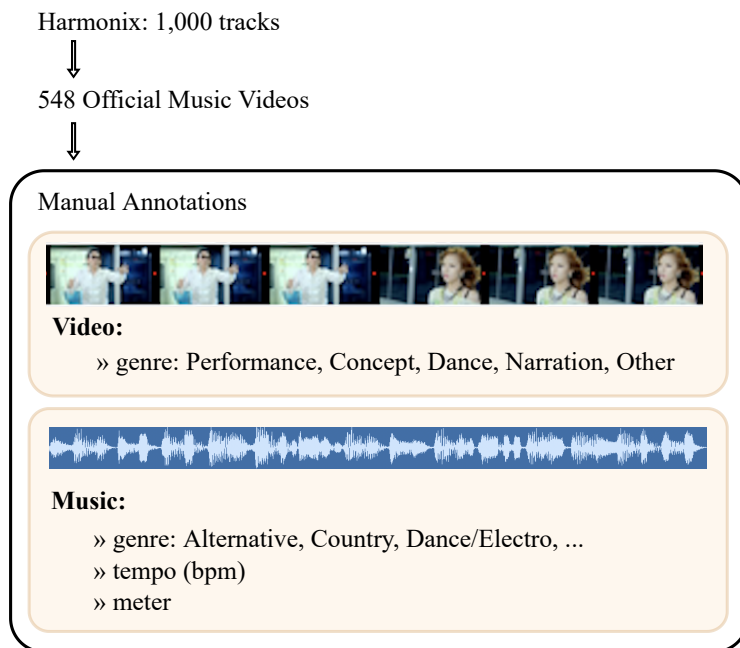 Harmonix: 1,000 tracks
548 Official Music Videos
Manual Annotations
Video:
» genre: Performance, Concept, Dance, Narration, Other
Music:
» genre: Alternative, Country, Dance/Electro, ...
» tempo (bpm)
» meter